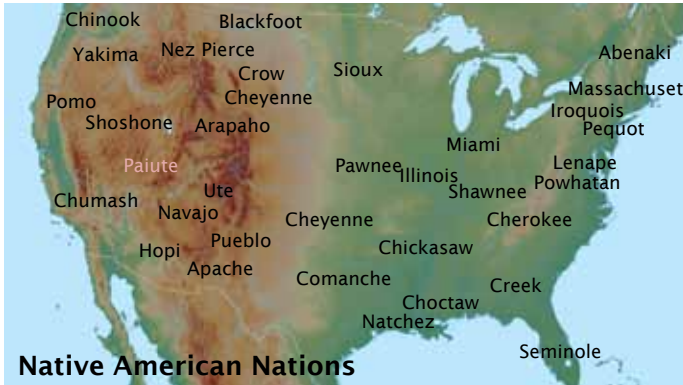 Chinook
Blackfoot
Yakima
Nez Pierce
Abenaki
Crow
Sioux
Massachuset
Pomo
Cheyenne
Iroquois
Shoshone
Arapaho
Pequot
Miami
Paiute
Pawnee
Illinois
Lenape
Powhatan
Ute
Shawnee
Chumash
Navajo
Cheyenne
Cherokee
Hopi
Pueblo
Chickasaw
Apache
Comanche
Creek
Choctaw
Natchez
Seminole
Native American Nations